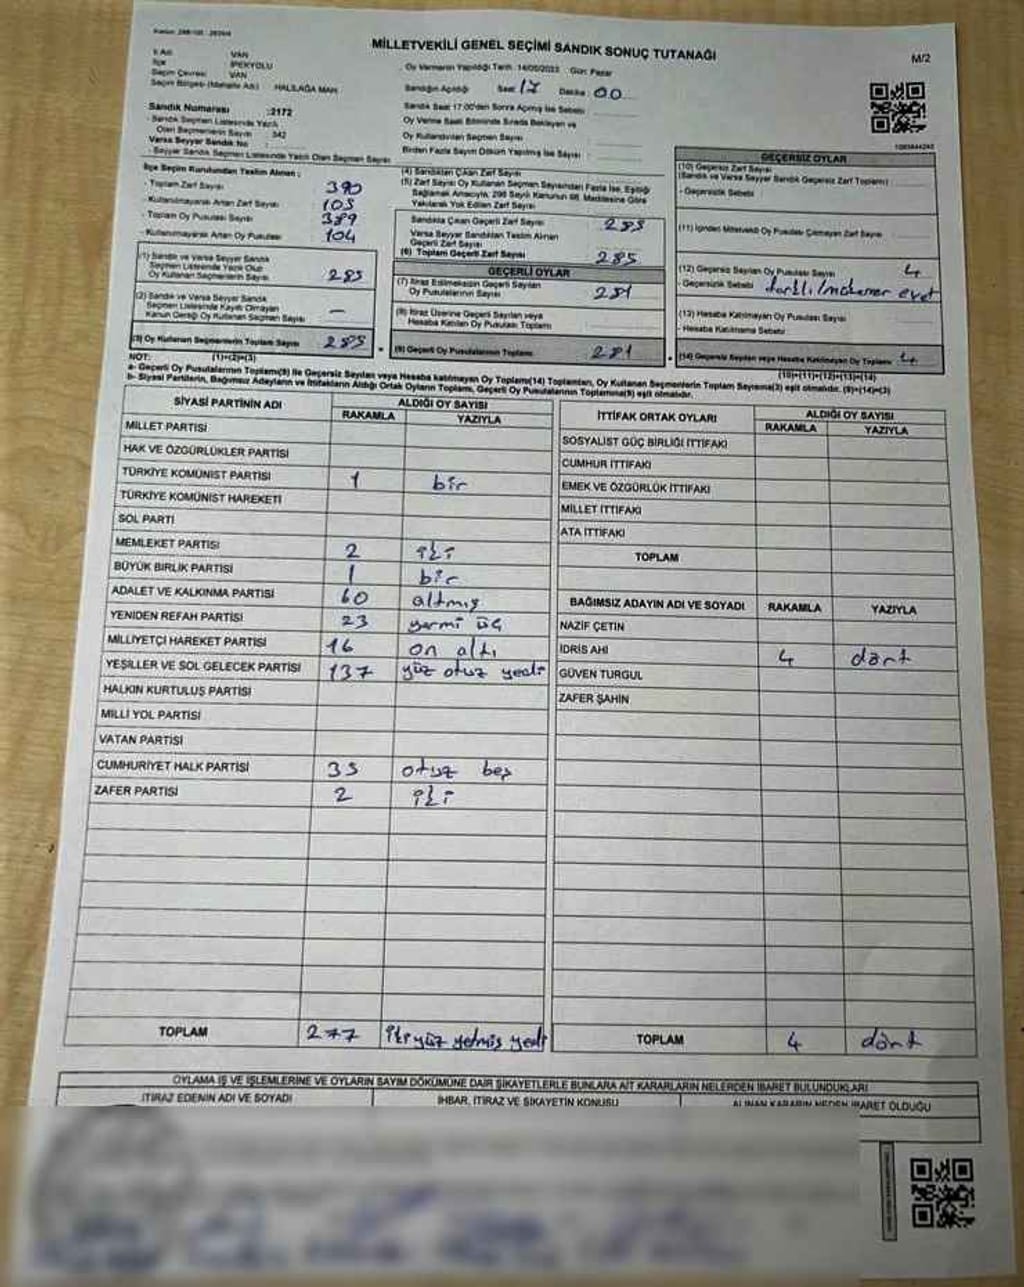 MİLLETVEKİLİ GENEL SEÇİMİ SANDIK SONUÇ TUTANAĞI
M/2
İl Adı VAN
İlçe İPEKYOLU
Seçim Çevresi VAN
Seçim Bölgesi (Mahalle Adı) HALİLAĞA MAH.
Oy Vermenin Yapıldığı Tarih: 14/05/2023 Gün: Pazar
Sandığın Açıldığı Saat 17 Dakika 00
Sandık Saat 17:00'den Sonra Açılmış İse Sebebi
Oy Verme Saati Bitiminde Sırada Bekleyen ve
Oy Kullandırılan Seçmen Sayısı
Birden Fazla Sayım Döküm Yapılmış İse Sayısı
Sandık Numarası :2172
- Sandık Seçmen Listesinde Yazılı
Olan Seçmenlerin Sayısı : 342
Varsa Seyyar Sandık No :
- Seyyar Sandık Seçmen Listesinde Yazılı Olan Seçmen Sayısı
İlçe Seçim Kurulundan Teslim Alınan ;
- Toplam Zarf Sayısı 390
- Kullanılmayarak Artan Zarf Sayısı 105
- Toplam Oy Pusulası Sayısı 389
- Kullanılmayarak Artan Oy Pusulası 104
(1) Sandık ve Varsa Seyyar Sandık
Seçmen Listesinde Yazılı Olup
Oy Kullanan Seçmenlerin Sayısı 285
(2) Sandık ve Varsa Seyyar Sandık
Seçmen Listesinde Kaydı Olmayan
Kanun Gereği Oy Kullanan Seçmen Sayısı —
(3) Oy Kullanan Seçmenlerin Toplam Sayısı 285
(1)+(2)=(3)
(4) Sandıktan Çıkan Zarf Sayısı
(5) Zarf Sayısı Oy Kullanan Seçmen Sayısından Fazla İse, Eşitliği
Sağlamak Amacıyla; 298 Sayılı Kanunun 98. Maddesine Göre
Yakılarak Yok Edilen Zarf Sayısı
Sandıkta Çıkan Geçerli Zarf Sayısı 285
Varsa Seyyar Sandıktan Teslim Alınan
Geçerli Zarf Sayısı
(6) Toplam Geçerli Zarf Sayısı 285
GEÇERLİ OYLAR
(7) İtiraz Edilmeksizin Geçerli Sayılan
Oy Pusulalarının Sayısı 281
(8) İtiraz Üzerine Geçerli Sayılan veya
Hesaba Katılan Oy Pusulası Toplamı
(9) Geçerli Oy Pusulalarının Toplamı 281
GEÇERSİZ OYLAR
(10) Geçersiz Zarf Sayısı
(Sandık ve Varsa Seyyar Sandık Geçersiz Zarf Toplamı)
- Geçersizlik Sebebi
(11) İçinden Milletvekili Oy Pusulası Çıkmayan Zarf Sayısı
(12) Geçersiz Sayılan Oy Pusulası Sayısı 4
- Geçersizlik Sebebi farklı/mükerrer evet
(13) Hesaba Katılmayan Oy Pusulası Sayısı
- Hesaba Katılmama Sebebi
(14) Geçersiz Sayılan veya Hesaba Katılmayan Oy Toplamı 4
(10)+(11)+(12)+(13)=(14)
NOT:
a- Geçerli Oy Pusulalarının Toplamı(9) ile Geçersiz Sayılan veya Hesaba katılmayan Oy Toplamı(14) Toplamları, Oy Kullanan Seçmenlerin Toplam Sayısına(3) eşit olmalıdır. (9)+(14)=(3)
b- Siyasi Partilerin, Bağımsız Adayların ve İttifakların Aldığı Ortak Oyların Toplamı, Geçerli Oy Pusulalarının Toplamına(9) eşit olmalıdır.
SİYASİ PARTİNİN ADI ALDIĞI OY SAYISI
RAKAMLA YAZIYLA
MİLLET PARTİSİ
HAK VE ÖZGÜRLÜKLER PARTİSİ
TÜRKİYE KOMÜNİST PARTİSİ 1 bir
TÜRKİYE KOMÜNİST HAREKETİ
SOL PARTİ
MEMLEKET PARTİSİ 2 iki
BÜYÜK BİRLİK PARTİSİ 1 bir
ADALET VE KALKINMA PARTİSİ 60 altmış
YENİDEN REFAH PARTİSİ 23 yirmi üç
MİLLİYETÇİ HAREKET PARTİSİ 16 on altı
YEŞİLLER VE SOL GELECEK PARTİSİ 137 yüz otuz yedi
HALKIN KURTULUŞ PARTİSİ
MİLLİ YOL PARTİSİ
VATAN PARTİSİ
CUMHURİYET HALK PARTİSİ 35 otuz beş
ZAFER PARTİSİ 2 iki
TOPLAM 277 iki yüz yetmiş yedi
İTTİFAK ORTAK OYLARI ALDIĞI OY SAYISI
RAKAMLA YAZIYLA
SOSYALİST GÜÇ BİRLİĞİ İTTİFAKI
CUMHUR İTTİFAKI
EMEK VE ÖZGÜRLÜK İTTİFAKI
MİLLET İTTİFAKI
ATA İTTİFAKI
TOPLAM
BAĞIMSIZ ADAYIN ADI VE SOYADI RAKAMLA YAZIYLA
NAZİF ÇETİN
İDRİS AHİ 4 dört
GÜVEN TURGUL
ZAFER ŞAHİN
TOPLAM 4 dört
OYLAMA İŞ VE İŞLEMLERİNE VE OYLARIN SAYIM DÖKÜMÜNE DAİR ŞİKAYETLERLE BUNLARA AİT KARARLARIN NELERDEN İBARET BULUNDUKLARI
İTİRAZ EDENİN ADI VE SOYADI İHBAR, İTİRAZ VE ŞİKAYETİN KONUSU ALINAN KARARIN NEDEN İBARET OLDUĞU